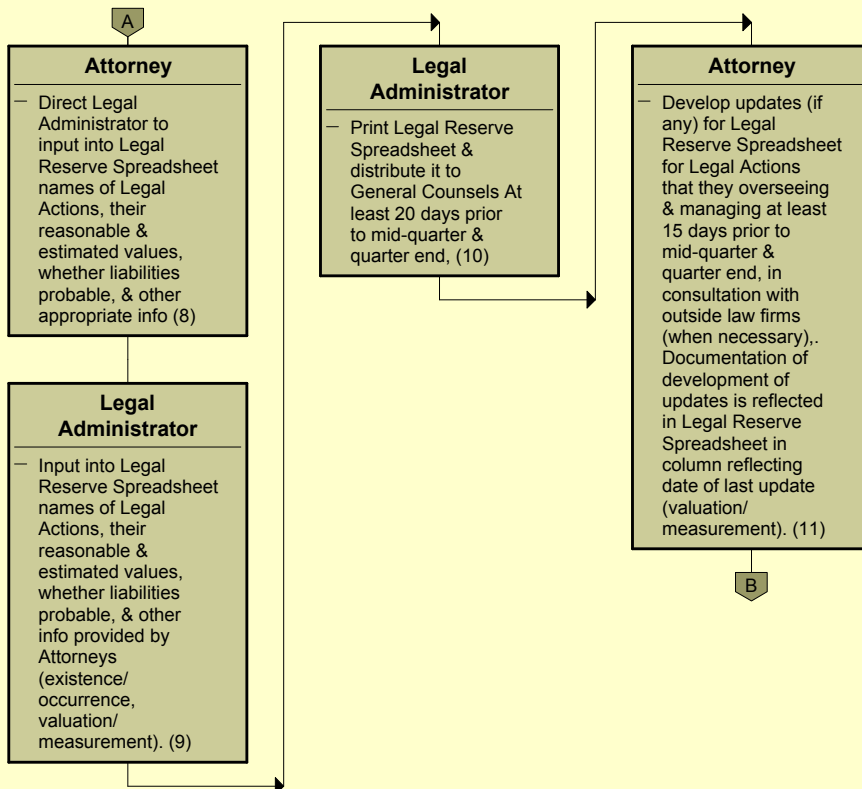 A
Attorney
– Direct Legal
Administrator to
input into Legal
Reserve Spreadsheet
names of Legal
Actions, their
reasonable &
estimated values,
whether liabilities
probable, & other
appropriate info (8)
Legal
Administrator
– Input into Legal
Reserve Spreadsheet
names of Legal
Actions, their
reasonable &
estimated values,
whether liabilities
probable, & other
info provided by
Attorneys
(existence/
occurrence,
valuation/
measurement). (9)
Legal
Administrator
– Print Legal Reserve
Spreadsheet &
distribute it to
General Counsels At
least 20 days prior
to mid-quarter &
quarter end, (10)
Attorney
– Develop updates (if
any) for Legal
Reserve Spreadsheet
for Legal Actions
that they overseeing
& managing at least
15 days prior to
mid-quarter &
quarter end, in
consultation with
outside law firms
(when necessary),.
Documentation of
development of
updates is reflected
in Legal Reserve
Spreadsheet in
column reflecting
date of last update
(valuation/
measurement). (11)
B